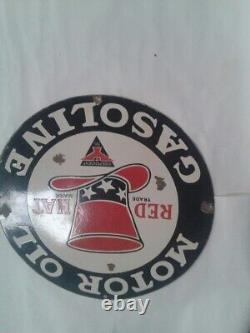 GASOLINE
RED HAT
TRADE MARK
MOTOR OIL